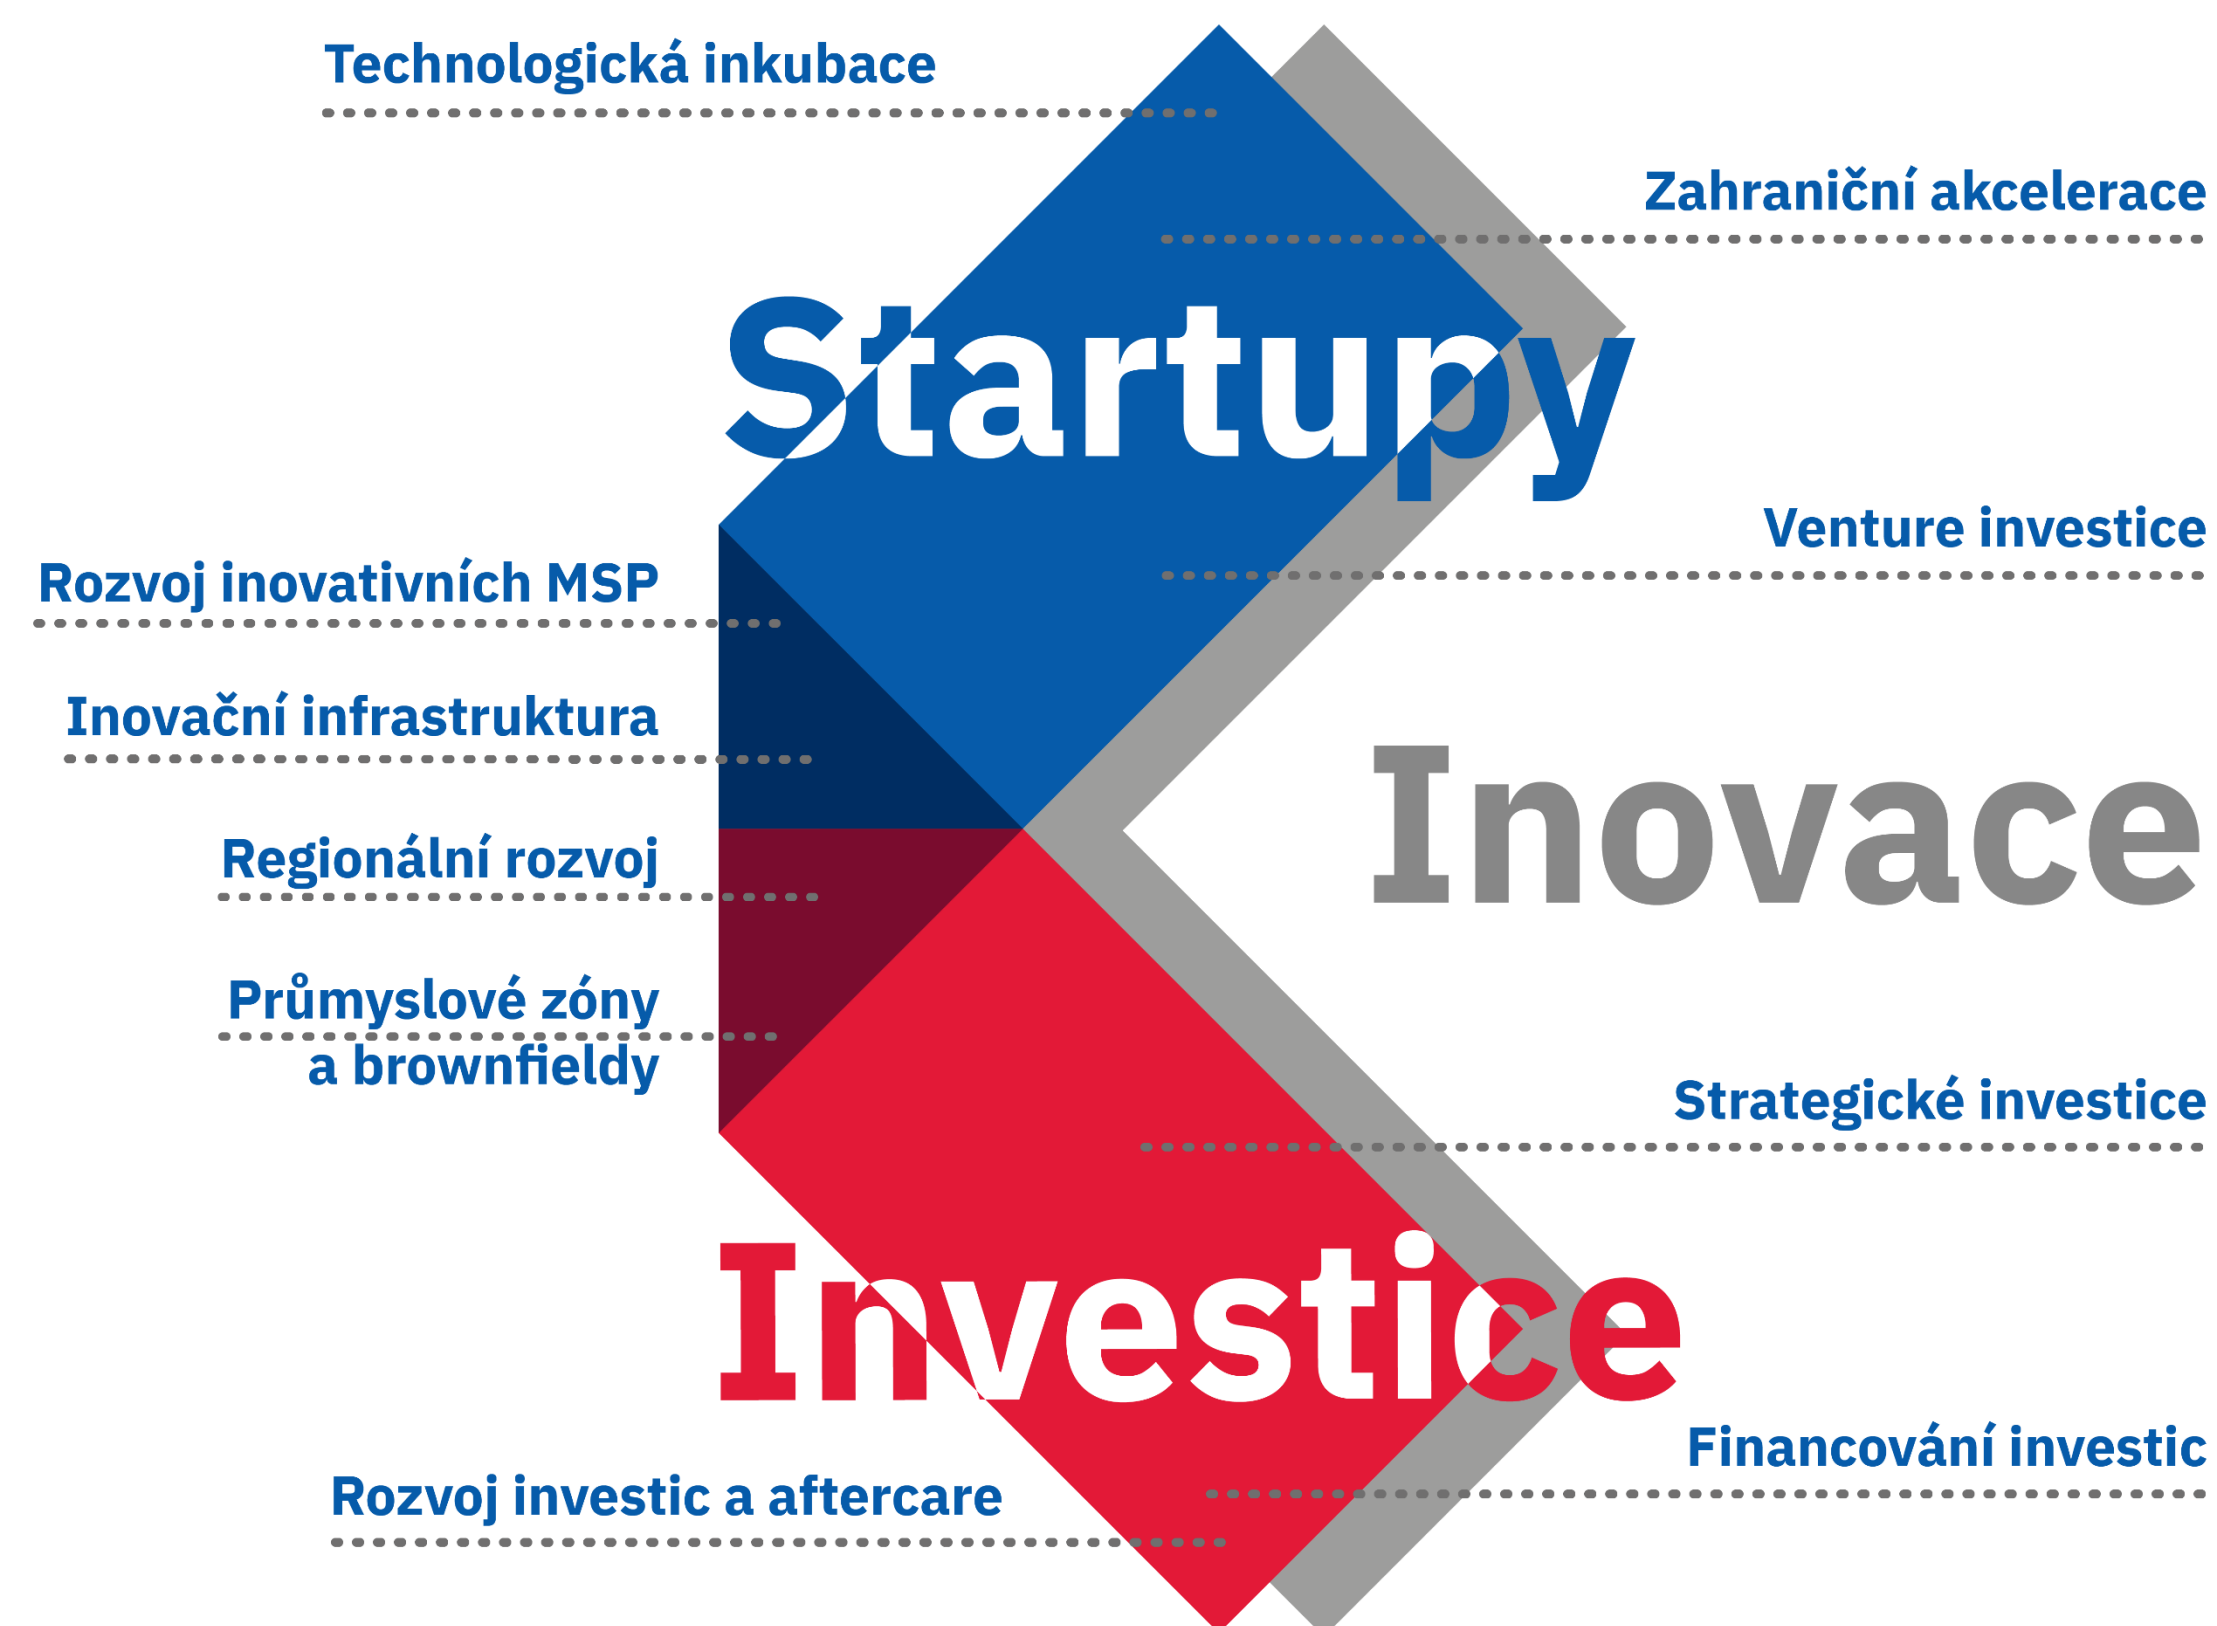 Technologická inkubace
Zahraniční akcelerace
Startupy
Venture investice
Rozvoj inovativních MSP
Inovační infrastruktura
Inovace
Regionální rozvoj
Průmyslové zóny
a brownfieldy
Strategické investice
Investice
Financování investic
Rozvoj investic a aftercare